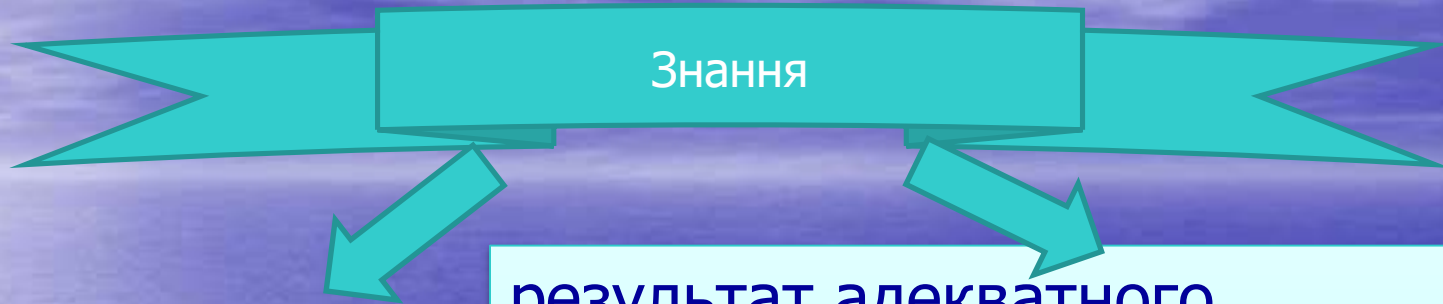 Знання
результат адекватного